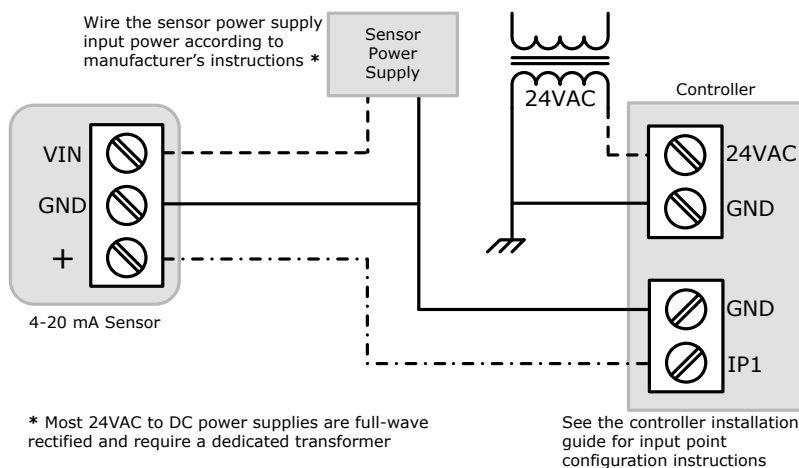 Wire the sensor power supply
input power according to
manufacturer's instructions *
Sensor
Power
Supply
24VAC
Controller
VIN
GND
+
4-20 mA Sensor
24VAC
GND
GND
IP1
* Most 24VAC to DC power supplies are full-wave
rectified and require a dedicated transformer
See the controller installation
guide for input point
configuration instructions